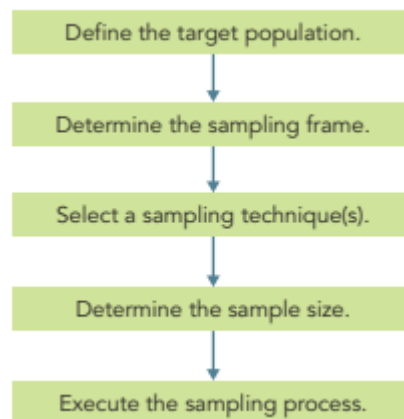 Define the target population.
Determine the sampling frame.
Select a sampling technique(s).
Determine the sample size.
Execute the sampling process.